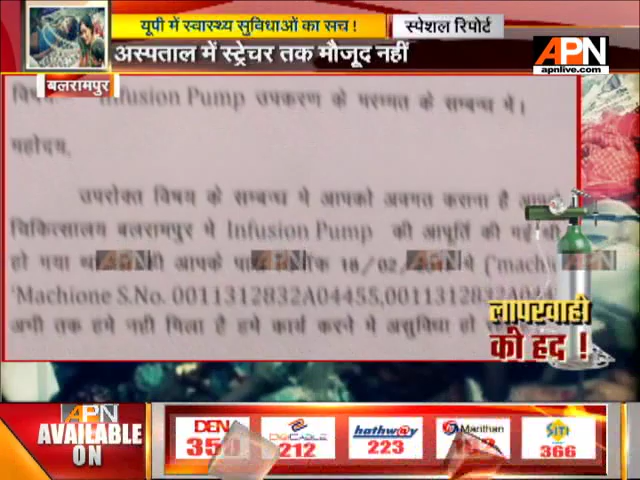 यूपी में स्वास्थ्य सुविधाओं का सच!
स्पेशल रिपोर्ट
अस्पताल में स्ट्रेचर तक मौजूद नहीं
APN
apnlive.com
बलरामपुर
Infusion Pump उपकरण के मरम्मत के सम्बन्ध में।
महोदय,
उपरोक्त विषय के सम्बन्ध में आपको अवगत कराना है
चिकित्सालय बलरामपुर में Infusion Pump की आपूर्ति की गई थी
हो गया आपके 18/02/
'Machione S.No. 0011312832A04455,0011312832A
अभी तक हमे नही मिला है हमे कार्य करने मे असुविधा हो
लापरवाही
की हद !
APN
AVAILABLE
ON
DEN
DIGICABLE
212
hathway
223
Manthan
SITI
366